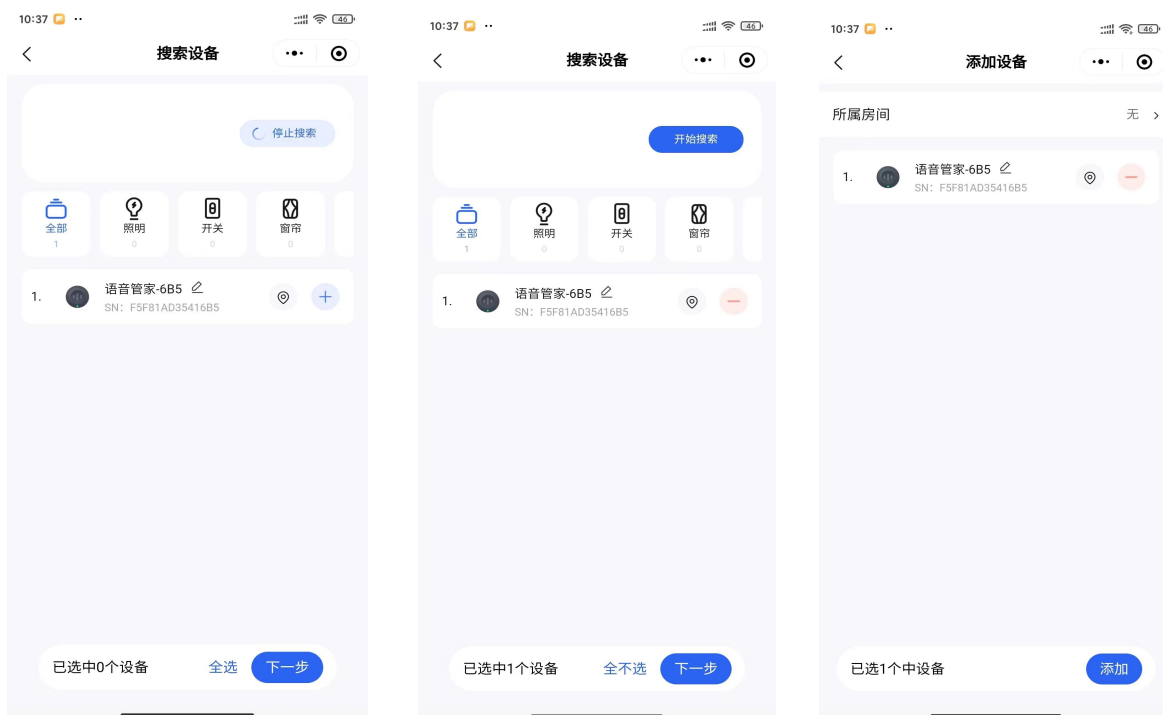 10:37
46
搜索设备
停止搜索
全部
照明
开关
窗帘
1
0
0
0
1.
语音管家-6B5
SN: F5F81AD35416B5
已选中0个设备
全选
下一步
10:37
46
搜索设备
开始搜索
全部
照明
开关
窗帘
1
0
0
0
1.
语音管家-6B5
SN: F5F81AD35416B5
已选中1个设备
全不选
下一步
10:37
46
添加设备
所属房间
无
1.
语音管家-6B5
SN: F5F81AD35416B5
已选1个中设备
添加